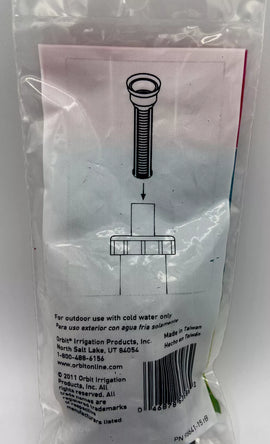 For outdoor use with cold water only
Para uso exterior con agua fria solamente
Orbit® Irrigation Products, Inc.
North Salt Lake, UT 84054
1-800-488-6156
www.orbitonline.com
Made in Taiwan
Hecho en Taiwán
© 2011 Orbit Irrigation
Products, Inc. All
rights reserved. All
trademarks
PN